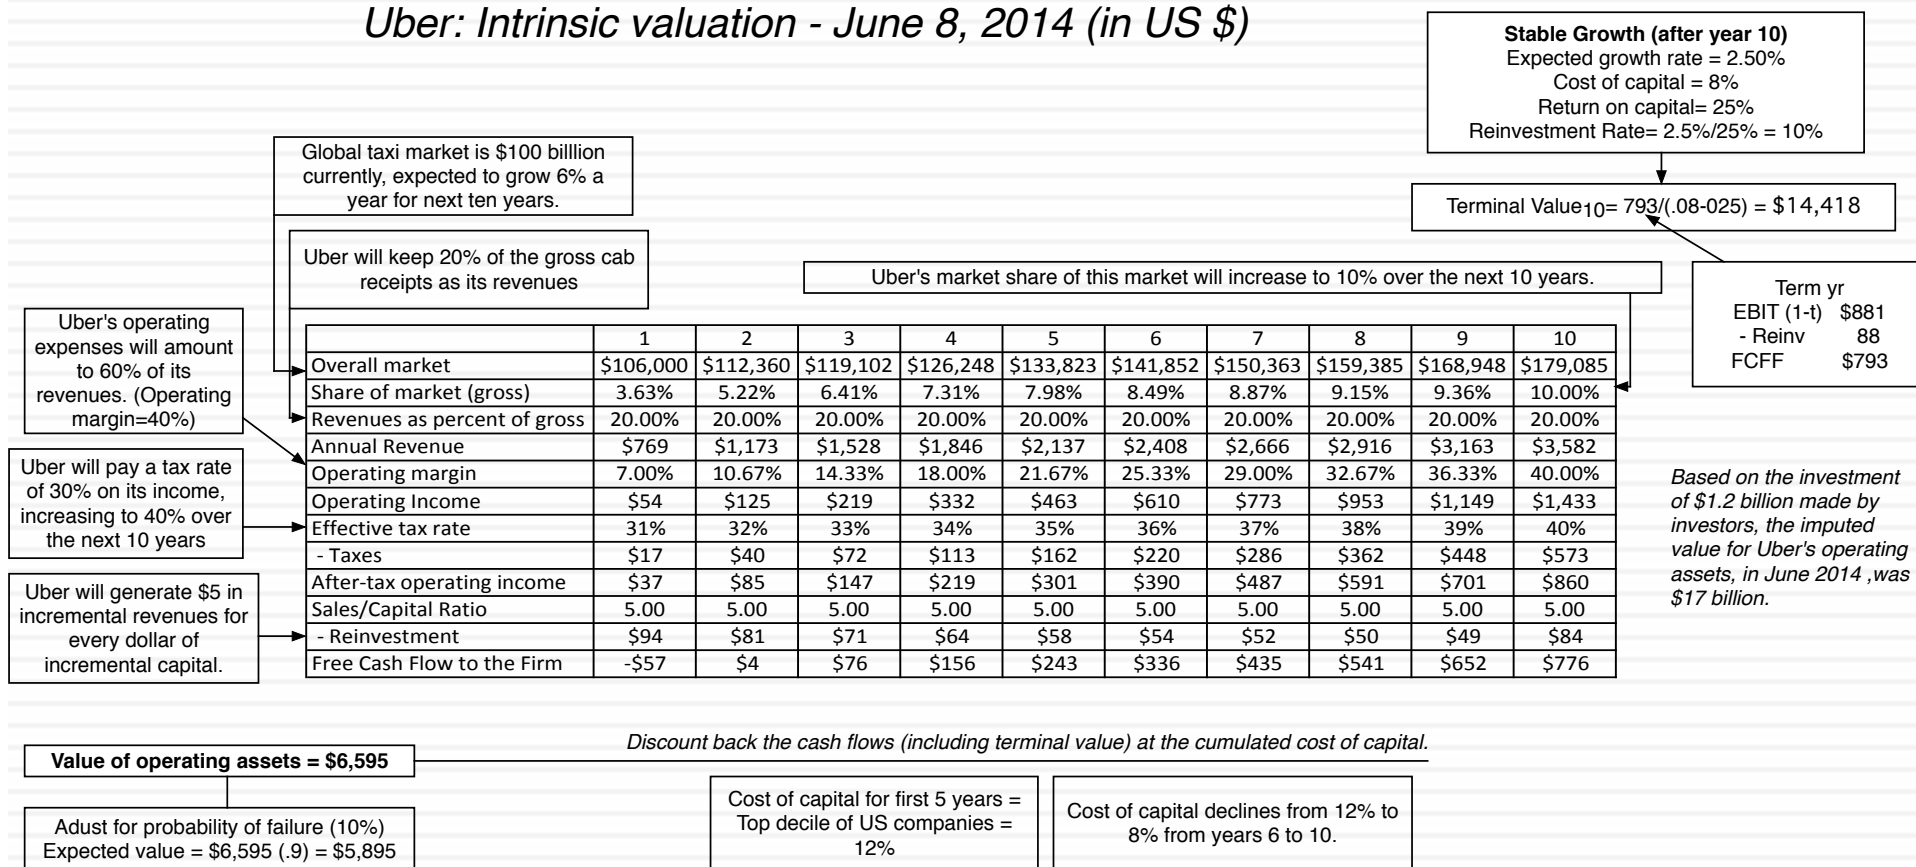 Uber: Intrinsic valuation - June 8, 2014 (in US $)
Stable Growth (after year 10)
Expected growth rate = 2.50%
Cost of capital = 8%
Return on capital= 25%
Reinvestment Rate= 2.5%/25% = 10%
Global taxi market is $100 billlion
currently, expected to grow 6% a
year for next ten years.
Terminal Value10= 793/(.08-025) = $14,418
Uber will keep 20% of the gross cab
receipts as its revenues
Uber's market share of this market will increase to 10% over the next 10 years.
Term yr
EBIT (1-t) $881
- Reinv 88
FCFF $793
Uber's operating
expenses will amount
to 60% of its
revenues. (Operating
margin=40%)
Uber will pay a tax rate
of 30% on its income,
increasing to 40% over
the next 10 years
Uber will generate $5 in
incremental revenues for
every dollar of
incremental capital.
1 2 3 4 5 6 7 8 9 10
Overall market $106,000 $112,360 $119,102 $126,248 $133,823 $141,852 $150,363 $159,385 $168,948 $179,085
Share of market (gross) 3.63% 5.22% 6.41% 7.31% 7.98% 8.49% 8.87% 9.15% 9.36% 10.00%
Revenues as percent of gross 20.00% 20.00% 20.00% 20.00% 20.00% 20.00% 20.00% 20.00% 20.00% 20.00%
Annual Revenue $769 $1,173 $1,528 $1,846 $2,137 $2,408 $2,666 $2,916 $3,163 $3,582
Operating margin 7.00% 10.67% 14.33% 18.00% 21.67% 25.33% 29.00% 32.67% 36.33% 40.00%
Operating Income $54 $125 $219 $332 $463 $610 $773 $953 $1,149 $1,433
Effective tax rate 31% 32% 33% 34% 35% 36% 37% 38% 39% 40%
- Taxes $17 $40 $72 $113 $162 $220 $286 $362 $448 $573
After-tax operating income $37 $85 $147 $219 $301 $390 $487 $591 $701 $860
Sales/Capital Ratio 5.00 5.00 5.00 5.00 5.00 5.00 5.00 5.00 5.00 5.00
- Reinvestment $94 $81 $71 $64 $58 $54 $52 $50 $49 $84
Free Cash Flow to the Firm -$57 $4 $76 $156 $243 $336 $435 $541 $652 $776
Based on the investment
of $1.2 billion made by
investors, the imputed
value for Uber's operating
assets, in June 2014 ,was
$17 billion.
Discount back the cash flows (including terminal value) at the cumulated cost of capital.
Value of operating assets = $6,595
Adust for probability of failure (10%)
Expected value = $6,595 (.9) = $5,895
Cost of capital for first 5 years =
Top decile of US companies =
12%
Cost of capital declines from 12% to
8% from years 6 to 10.